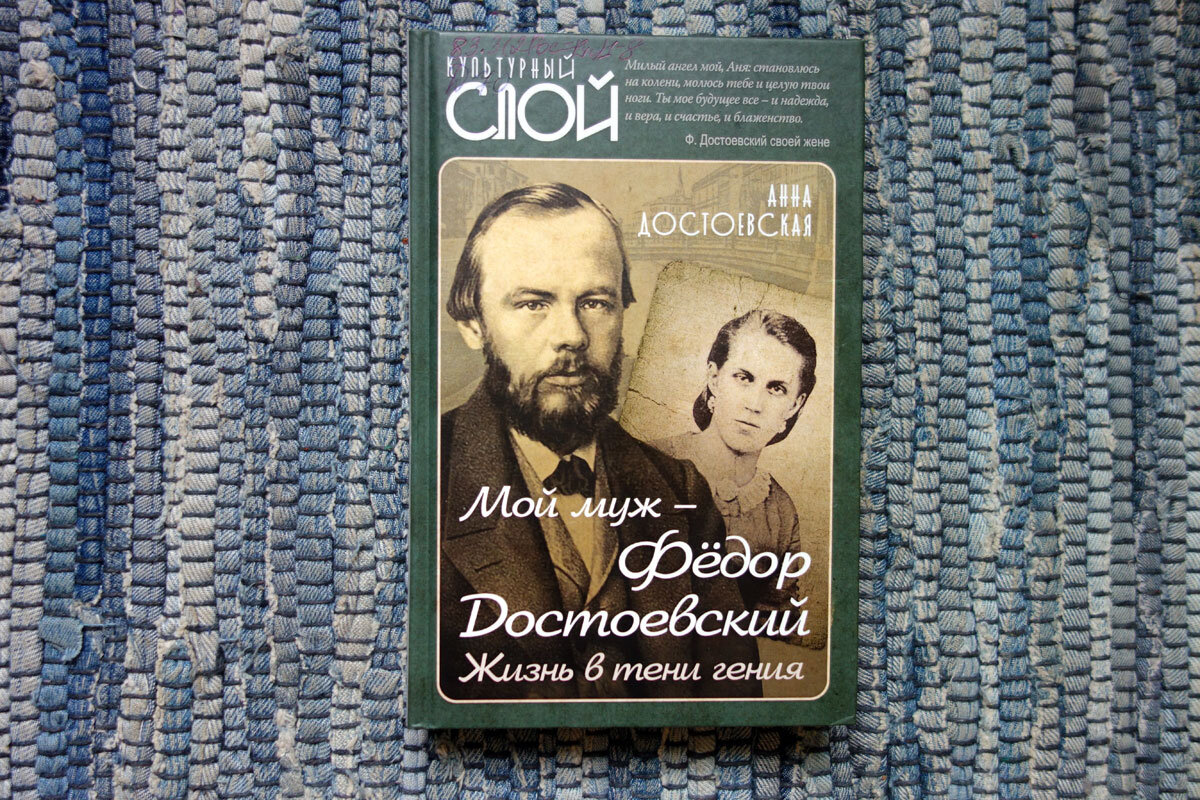 КУЛЬТУРНЫЙ
СЛОЙ
Милый ангел мой, Аня: становлюсь
на колени, молюсь тебе и целую твои
ноги. Ты мое будущее все – и надежда,
и вера, и счастье, и блаженство.
Ф. Достоевский своей жене
АННА
ДОСТОЕВСКАЯ
Мой муж –
Фёдор
Достоевский
Жизнь в тени гения